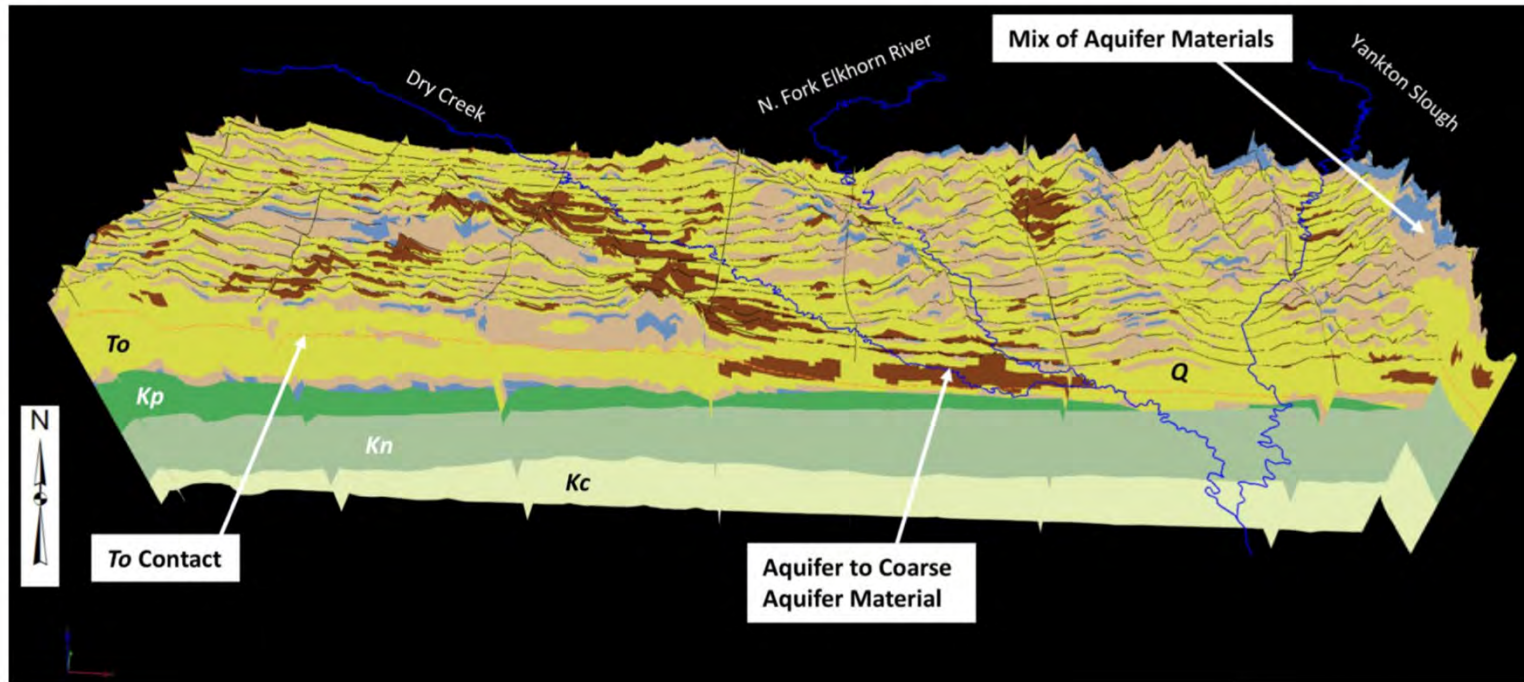 Mix of Aquifer Materials
Dry Creek
N. Fork Elkhorn River
Yankton Slough
To
Kp
Q
N
Kn
Kc
To Contact
Aquifer to Coarse
Aquifer Material